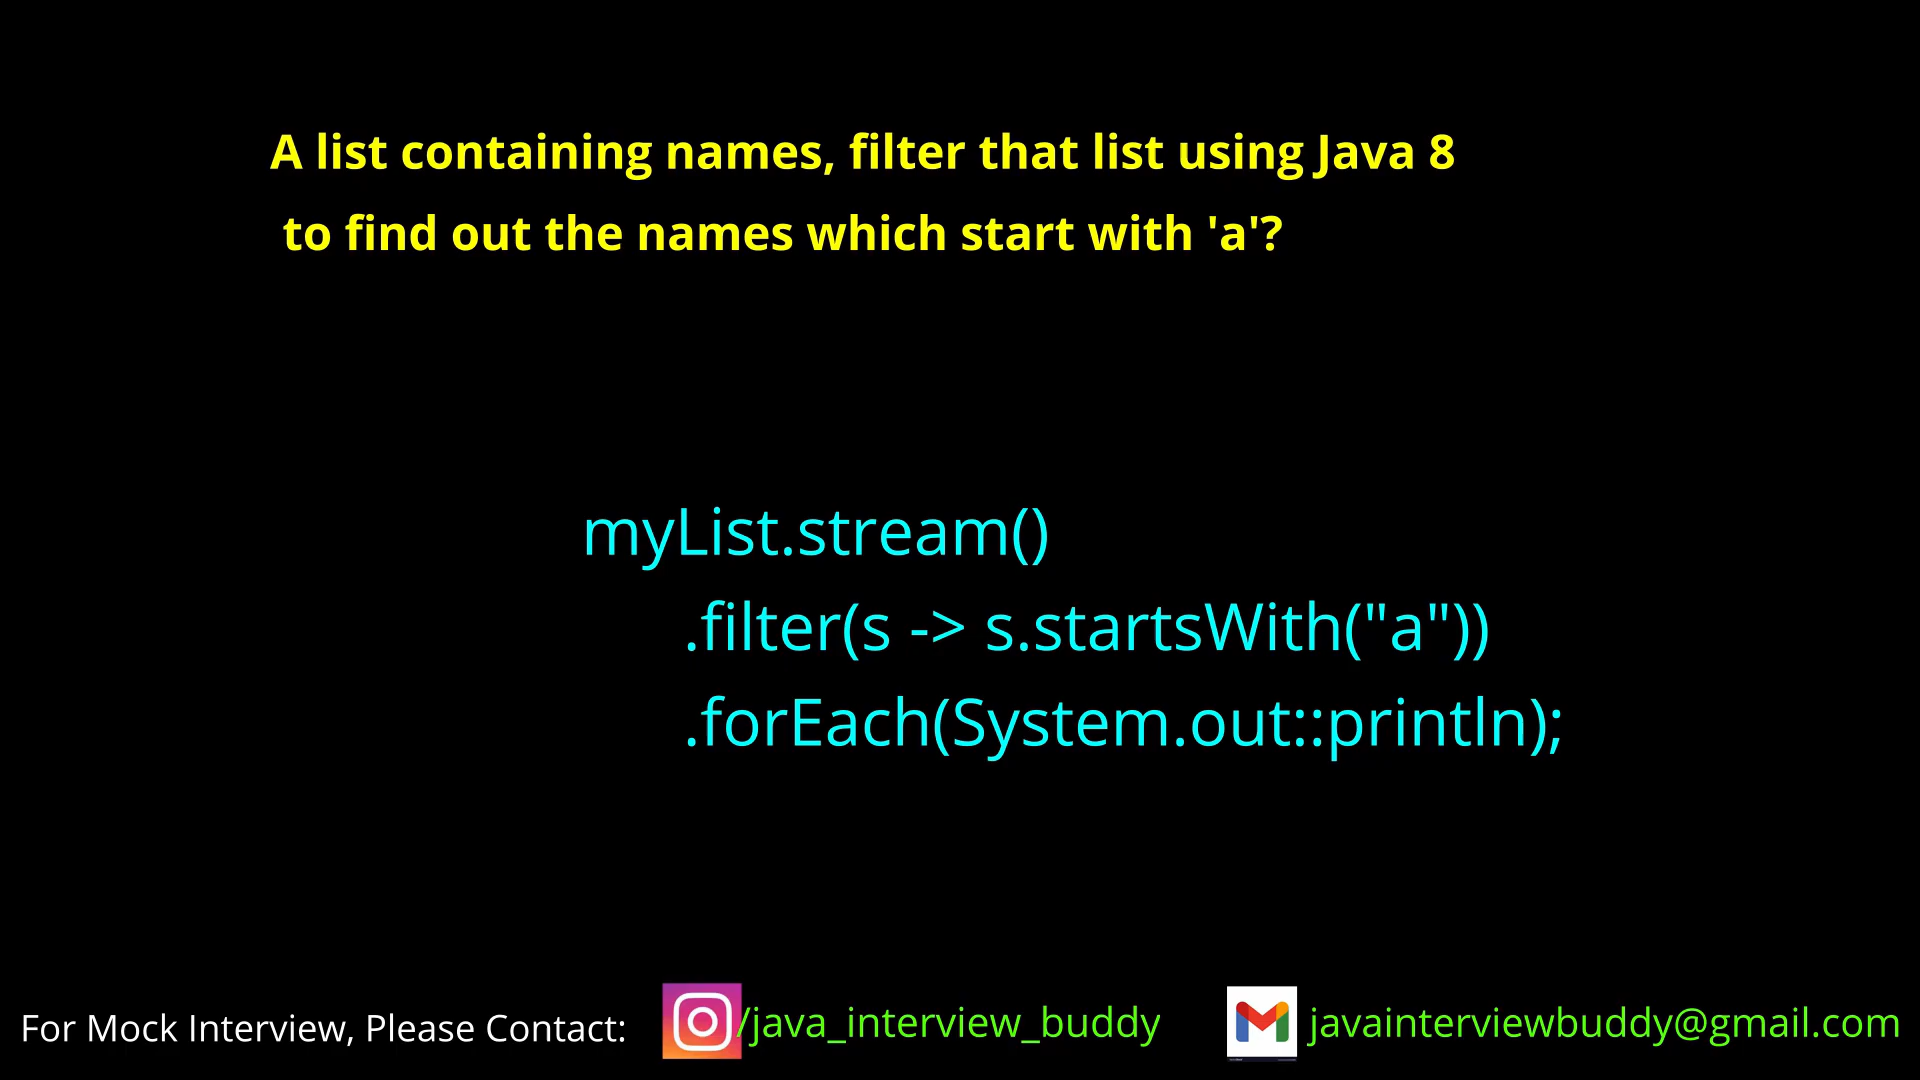 A list containing names, filter that list using Java 8
to find out the names which start with 'a'?
myList.stream()
.filter(s -> s.startsWith("a"))
.forEach(System.out::println);
For Mock Interview, Please Contact: /java_interview_buddy javainterviewbuddy@gmail.com